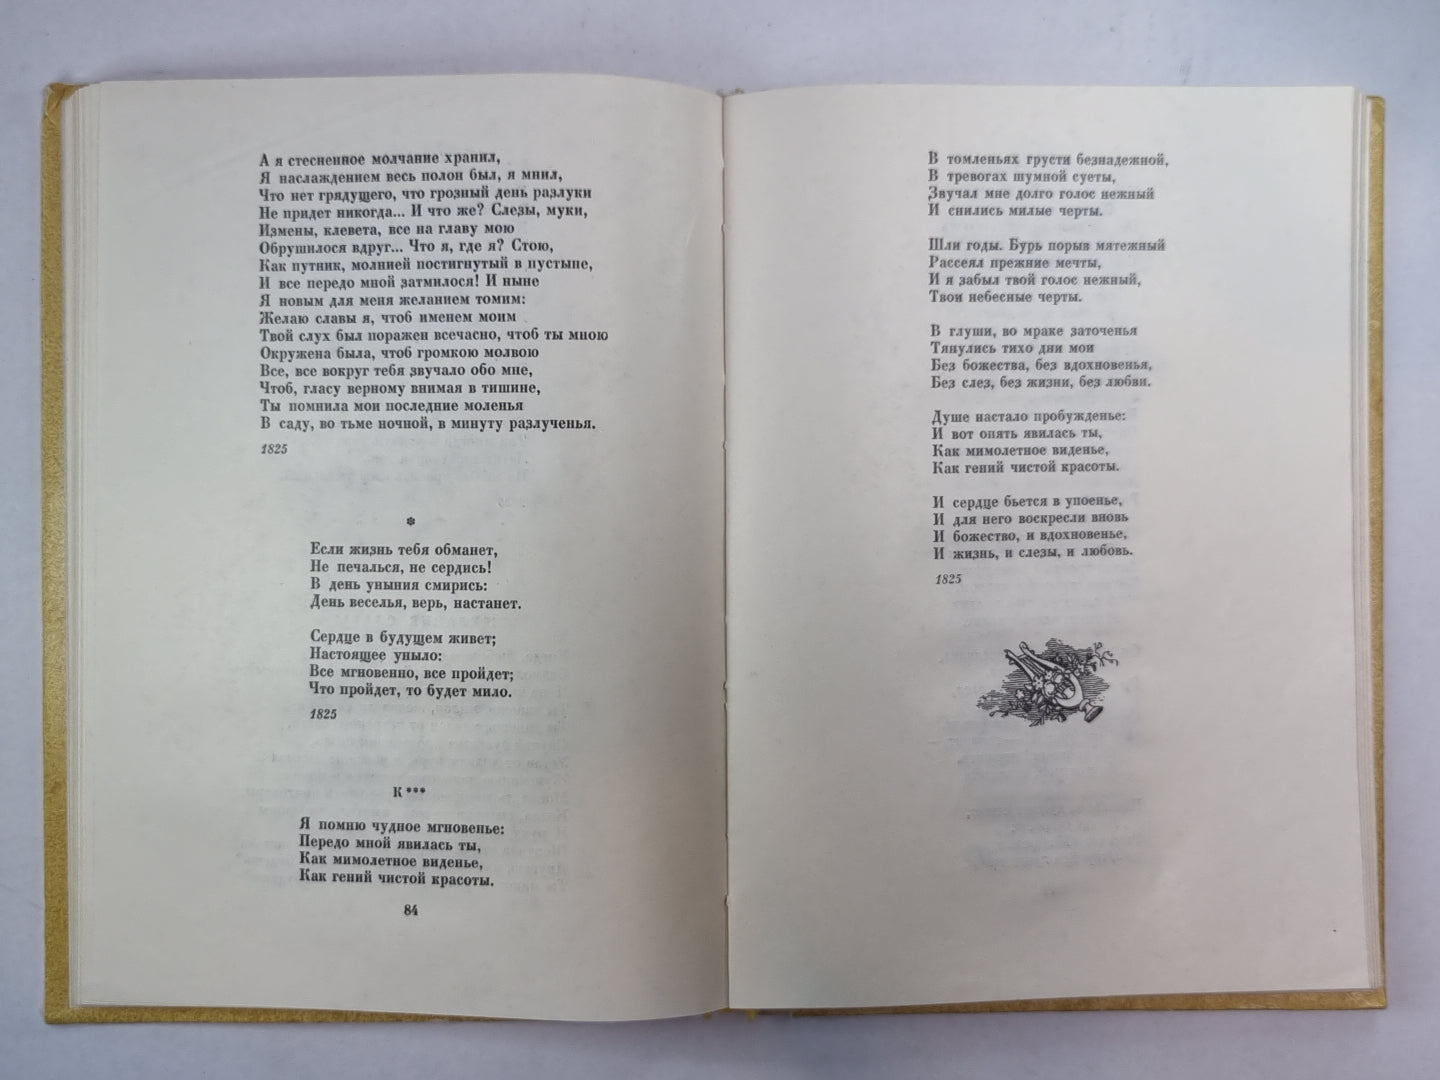 А я стесненное молчание хранил,
Я наслаждением весь полон был, я мнил,
Что нет грядущего, что грозный день разлуки
Не придет никогда... И что же? Слезы, муки,
Измены, клевета, все на главу мою
Обрушилося вдруг... Что я, где я? Стою,
Как путник, молнией постигнутый в пустыне,
И все передо мной затмилося! И ныне
Я новым для меня желанием томим:
Желаю славы я, чтоб именем моим
Твой слух был поражен всечасно, чтоб ты мною
Окружена была, чтоб громкою молвою
Все, все вокруг тебя звучало обо мне,
Чтоб, гласу верному внимая в тишине,
Ты помнила мои последние моленья
В саду, во тьме ночной, в минуту разлученья.
1825
*
Если жизнь тебя обманет,
Не печалься, не сердись!
В день уныния смирись:
День веселья, верь, настанет.
Сердце в будущем живет;
Настоящее уныло:
Все мгновенно, все пройдет;
Что пройдет, то будет мило.
1825
К ***
Я помню чудное мгновенье:
Передо мной явилась ты,
Как мимолетное виденье,
Как гений чистой красоты.
84
В томленьях грусти безнадежной,
В тревогах шумной суеты,
Звучал мне долго голос нежный
И снились милые черты.
Шли годы. Бурь порыв мятежный
Рассеял прежние мечты,
И я забыл твой голос нежный,
Твои небесные черты.
В глуши, во мраке заточенья
Тянулись тихо дни мои
Без божества, без вдохновенья,
Без слез, без жизни, без любви.
Душе настало пробужденье:
И вот опять явилась ты,
Как мимолетное виденье,
Как гений чистой красоты.
И сердце бьется в упоенье,
И для него воскресли вновь
И божество, и вдохновенье,
И жизнь, и слезы, и любовь.
1825